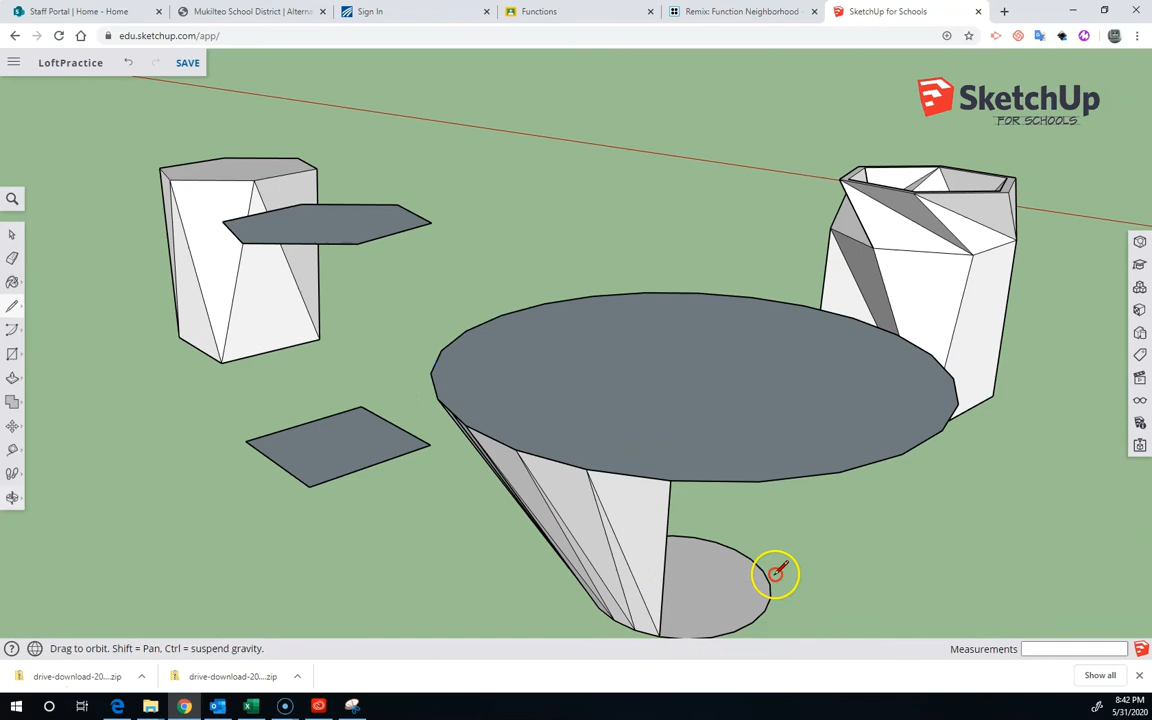 Staff Portal | Home - Home
Mukilteo School District | Alterna
Sign In
Functions
Remix: Function Neighborhood -
SketchUp for Schools
edu.sketchup.com/app/
LoftPractice
SAVE
SketchUp
FOR SCHOOLS
Drag to orbit. Shift = Pan, Ctrl = suspend gravity.
Measurements
drive-download-20....zip
drive-download-20....zip
Show all
8:42 PM
5/31/2020